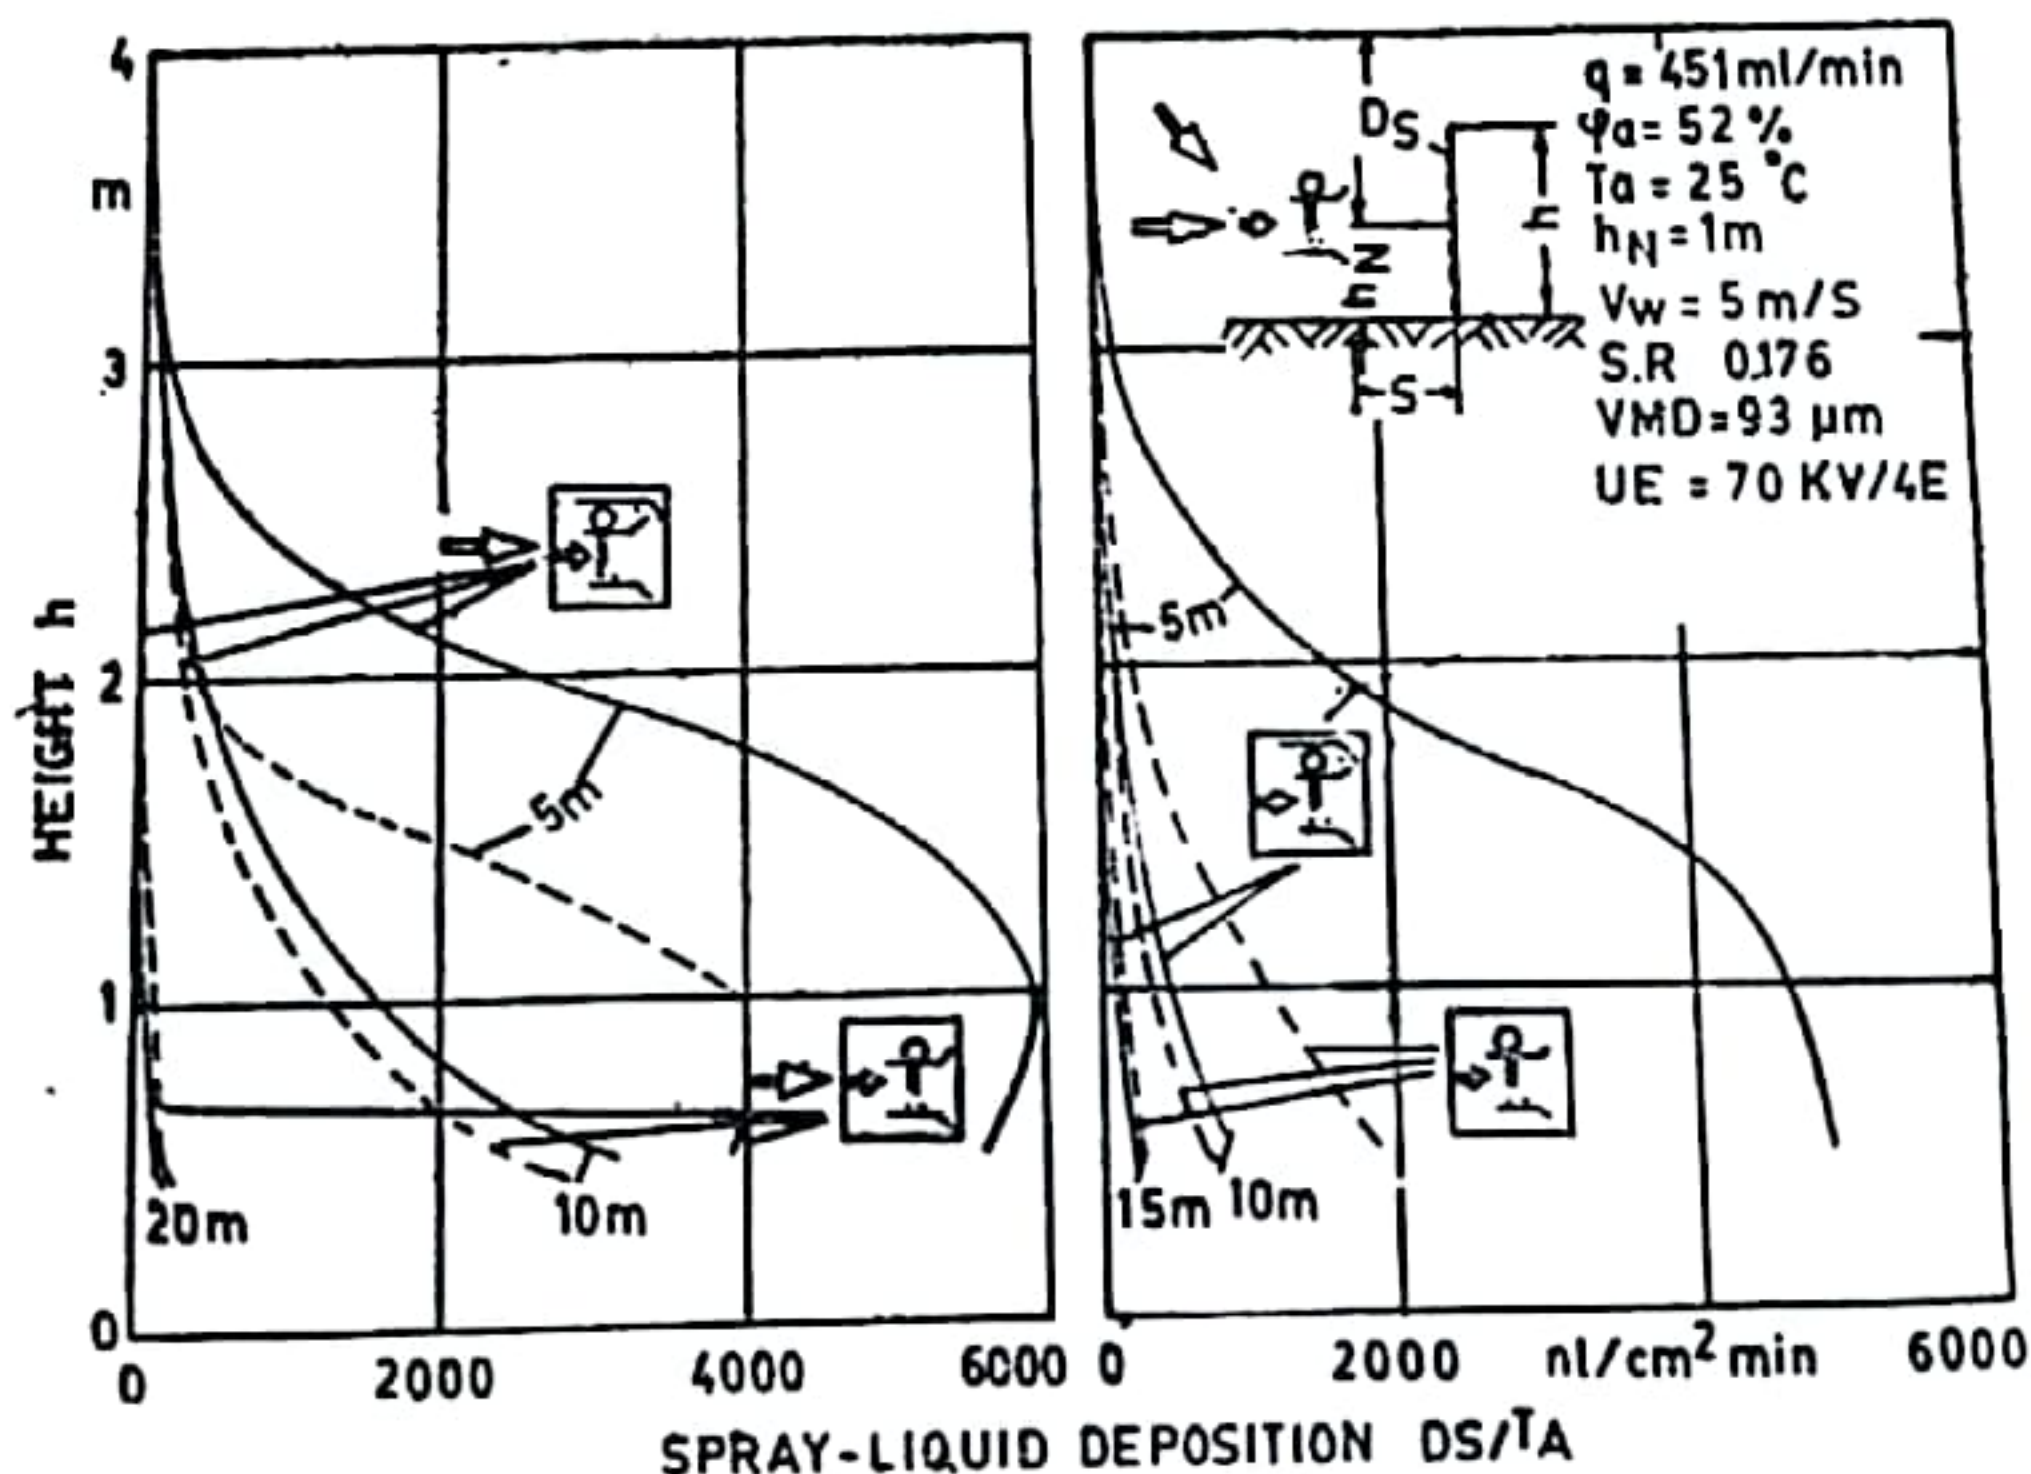 4
m
3
2
1
0
HEIGHT h
5m
20m
10m
0
2000
4000
6000
DS
hN
h
S
q = 451ml/min
φa = 52 %
Ta = 25 °C
hN = 1m
Vw = 5 m/S
S.R 0.176
VMD = 93 µm
UE = 70 KV/4E
5m
15m
10m
0
2000
nl/cm² min
6000
SPRAY-LIQUID DEPOSITION DS/TA